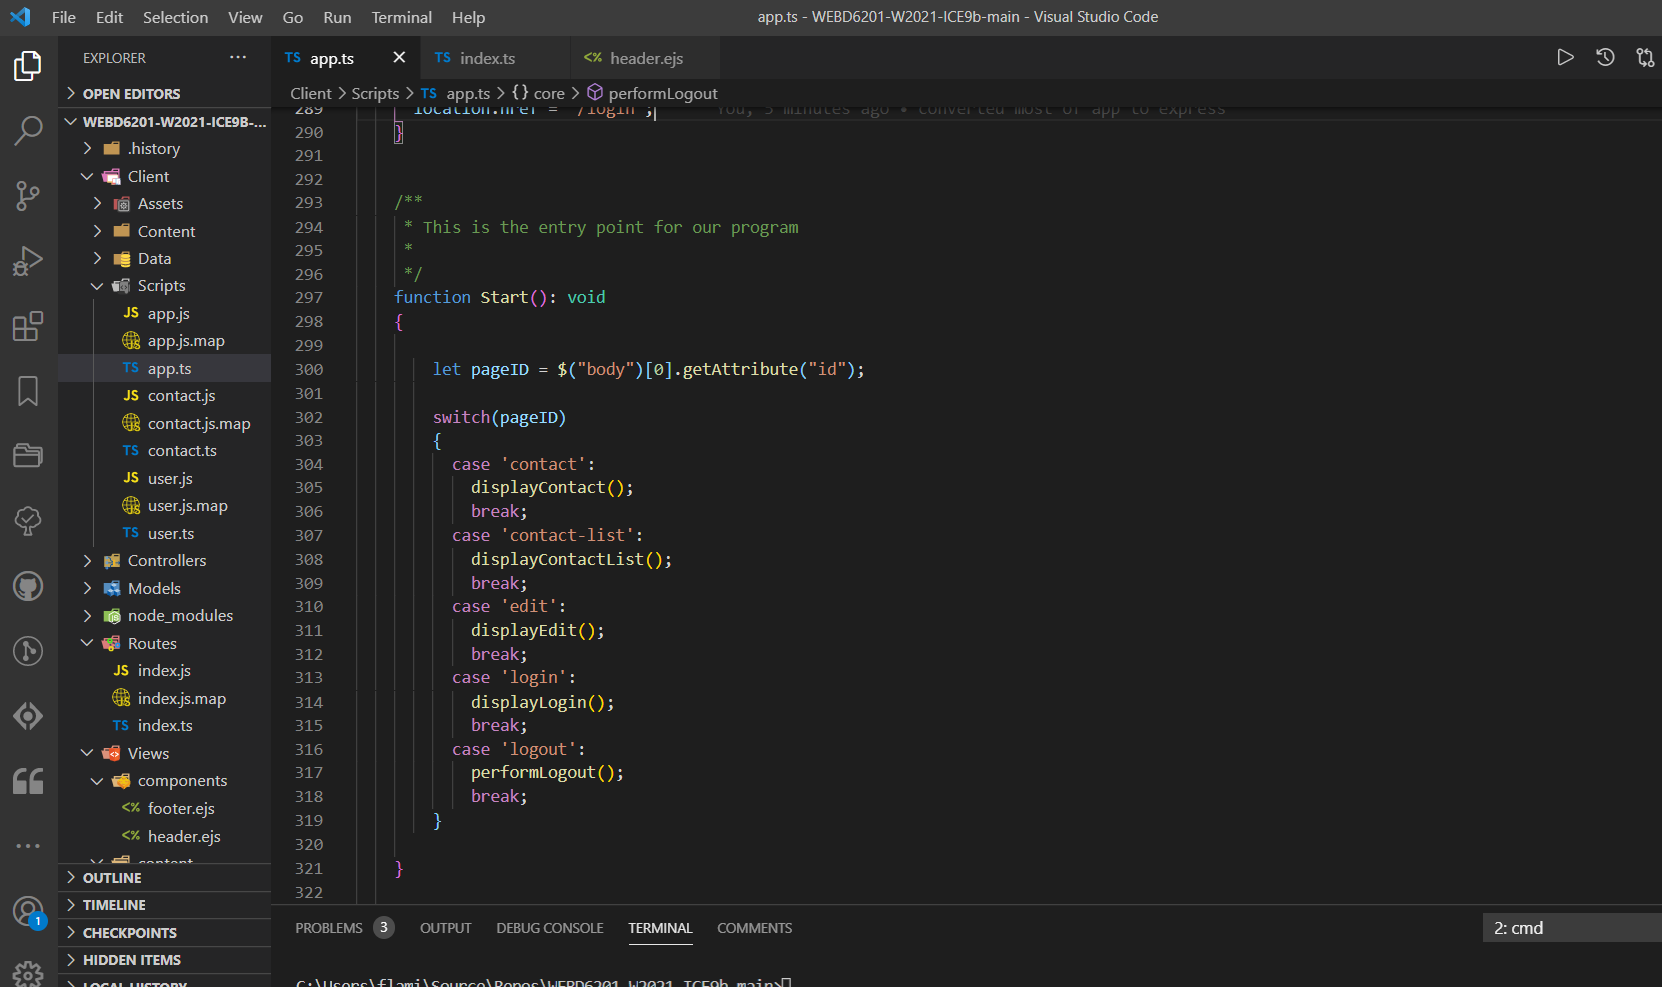 File Edit Selection View Go Run Terminal Help
app.ts - WEBD6201-W2021-ICE9b-main - Visual Studio Code
EXPLORER ···
OPEN EDITORS
WEBD6201-W2021-ICE9B-...
.history
Client
Assets
Content
Data
Scripts
JS app.js
app.js.map
TS app.ts
JS contact.js
contact.js.map
TS contact.ts
JS user.js
user.js.map
TS user.ts
Controllers
Models
node_modules
Routes
JS index.js
index.js.map
TS index.ts
Views
components
<% footer.ejs
<% header.ejs
content
OUTLINE
TIMELINE
CHECKPOINTS
HIDDEN ITEMS
LOCAL HISTORY
1
TS app.ts
TS index.ts
<% header.ejs
Client > Scripts > TS app.ts > {} core > performLogout
289 location.href = "/login"; You, 5 minutes ago • converted most of app to express
290 }
291
292
293 /**
294 * This is the entry point for our program
295 *
296 */
297 function Start(): void
298 {
299
300 let pageID = $("body")[0].getAttribute("id");
301
302 switch(pageID)
303 {
304 case 'contact':
305 displayContact();
306 break;
307 case 'contact-list':
308 displayContactList();
309 break;
310 case 'edit':
311 displayEdit();
312 break;
313 case 'login':
314 displayLogin();
315 break;
316 case 'logout':
317 performLogout();
318 break;
319 }
320
321 }
322
PROBLEMS 3 OUTPUT DEBUG CONSOLE TERMINAL COMMENTS
2: cmd
C:\Users\flami\Source\Repos\WEBD6201-W2021-ICE9b-main>